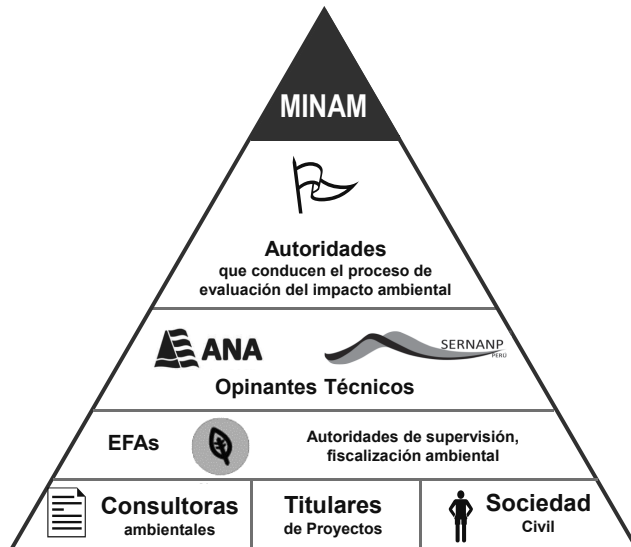 MINAM
Autoridades
que conducen el proceso de
evaluación del impacto ambiental
ANA
SERNANP
PERÚ
Opinantes Técnicos
EFAs
Autoridades de supervisión,
fiscalización ambiental
Consultoras
ambientales
Titulares
de Proyectos
Sociedad
Civil